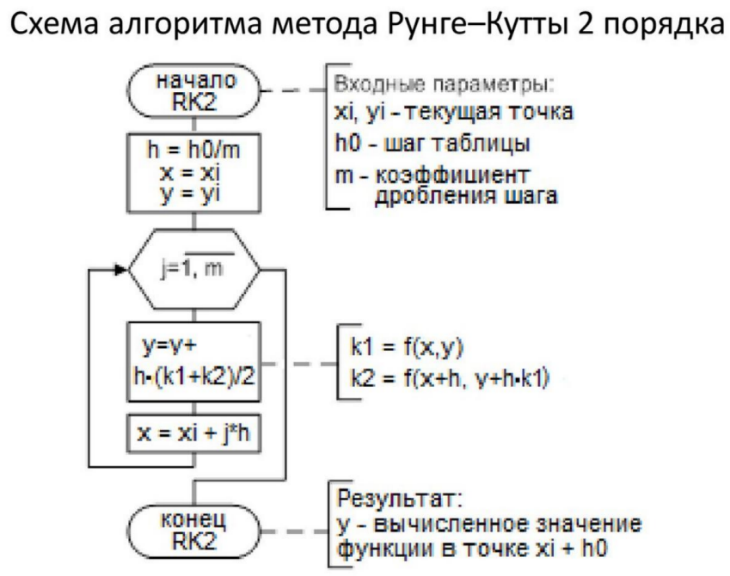 Схема алгоритма метода Рунге–Кутты 2 порядка
начало
RK2
Входные параметры:
xi, yi - текущая точка
h0 - шаг таблицы
m - коэффициент
дробления шага
h = h0/m
x = xi
y = yi
j=1, m
y=y+
h·(k1+k2)/2
k1 = f(x,y)
k2 = f(x+h, y+h·k1)
x = xi + j*h
конец
RK2
Результат:
y - вычисленное значение
функции в точке xi + h0